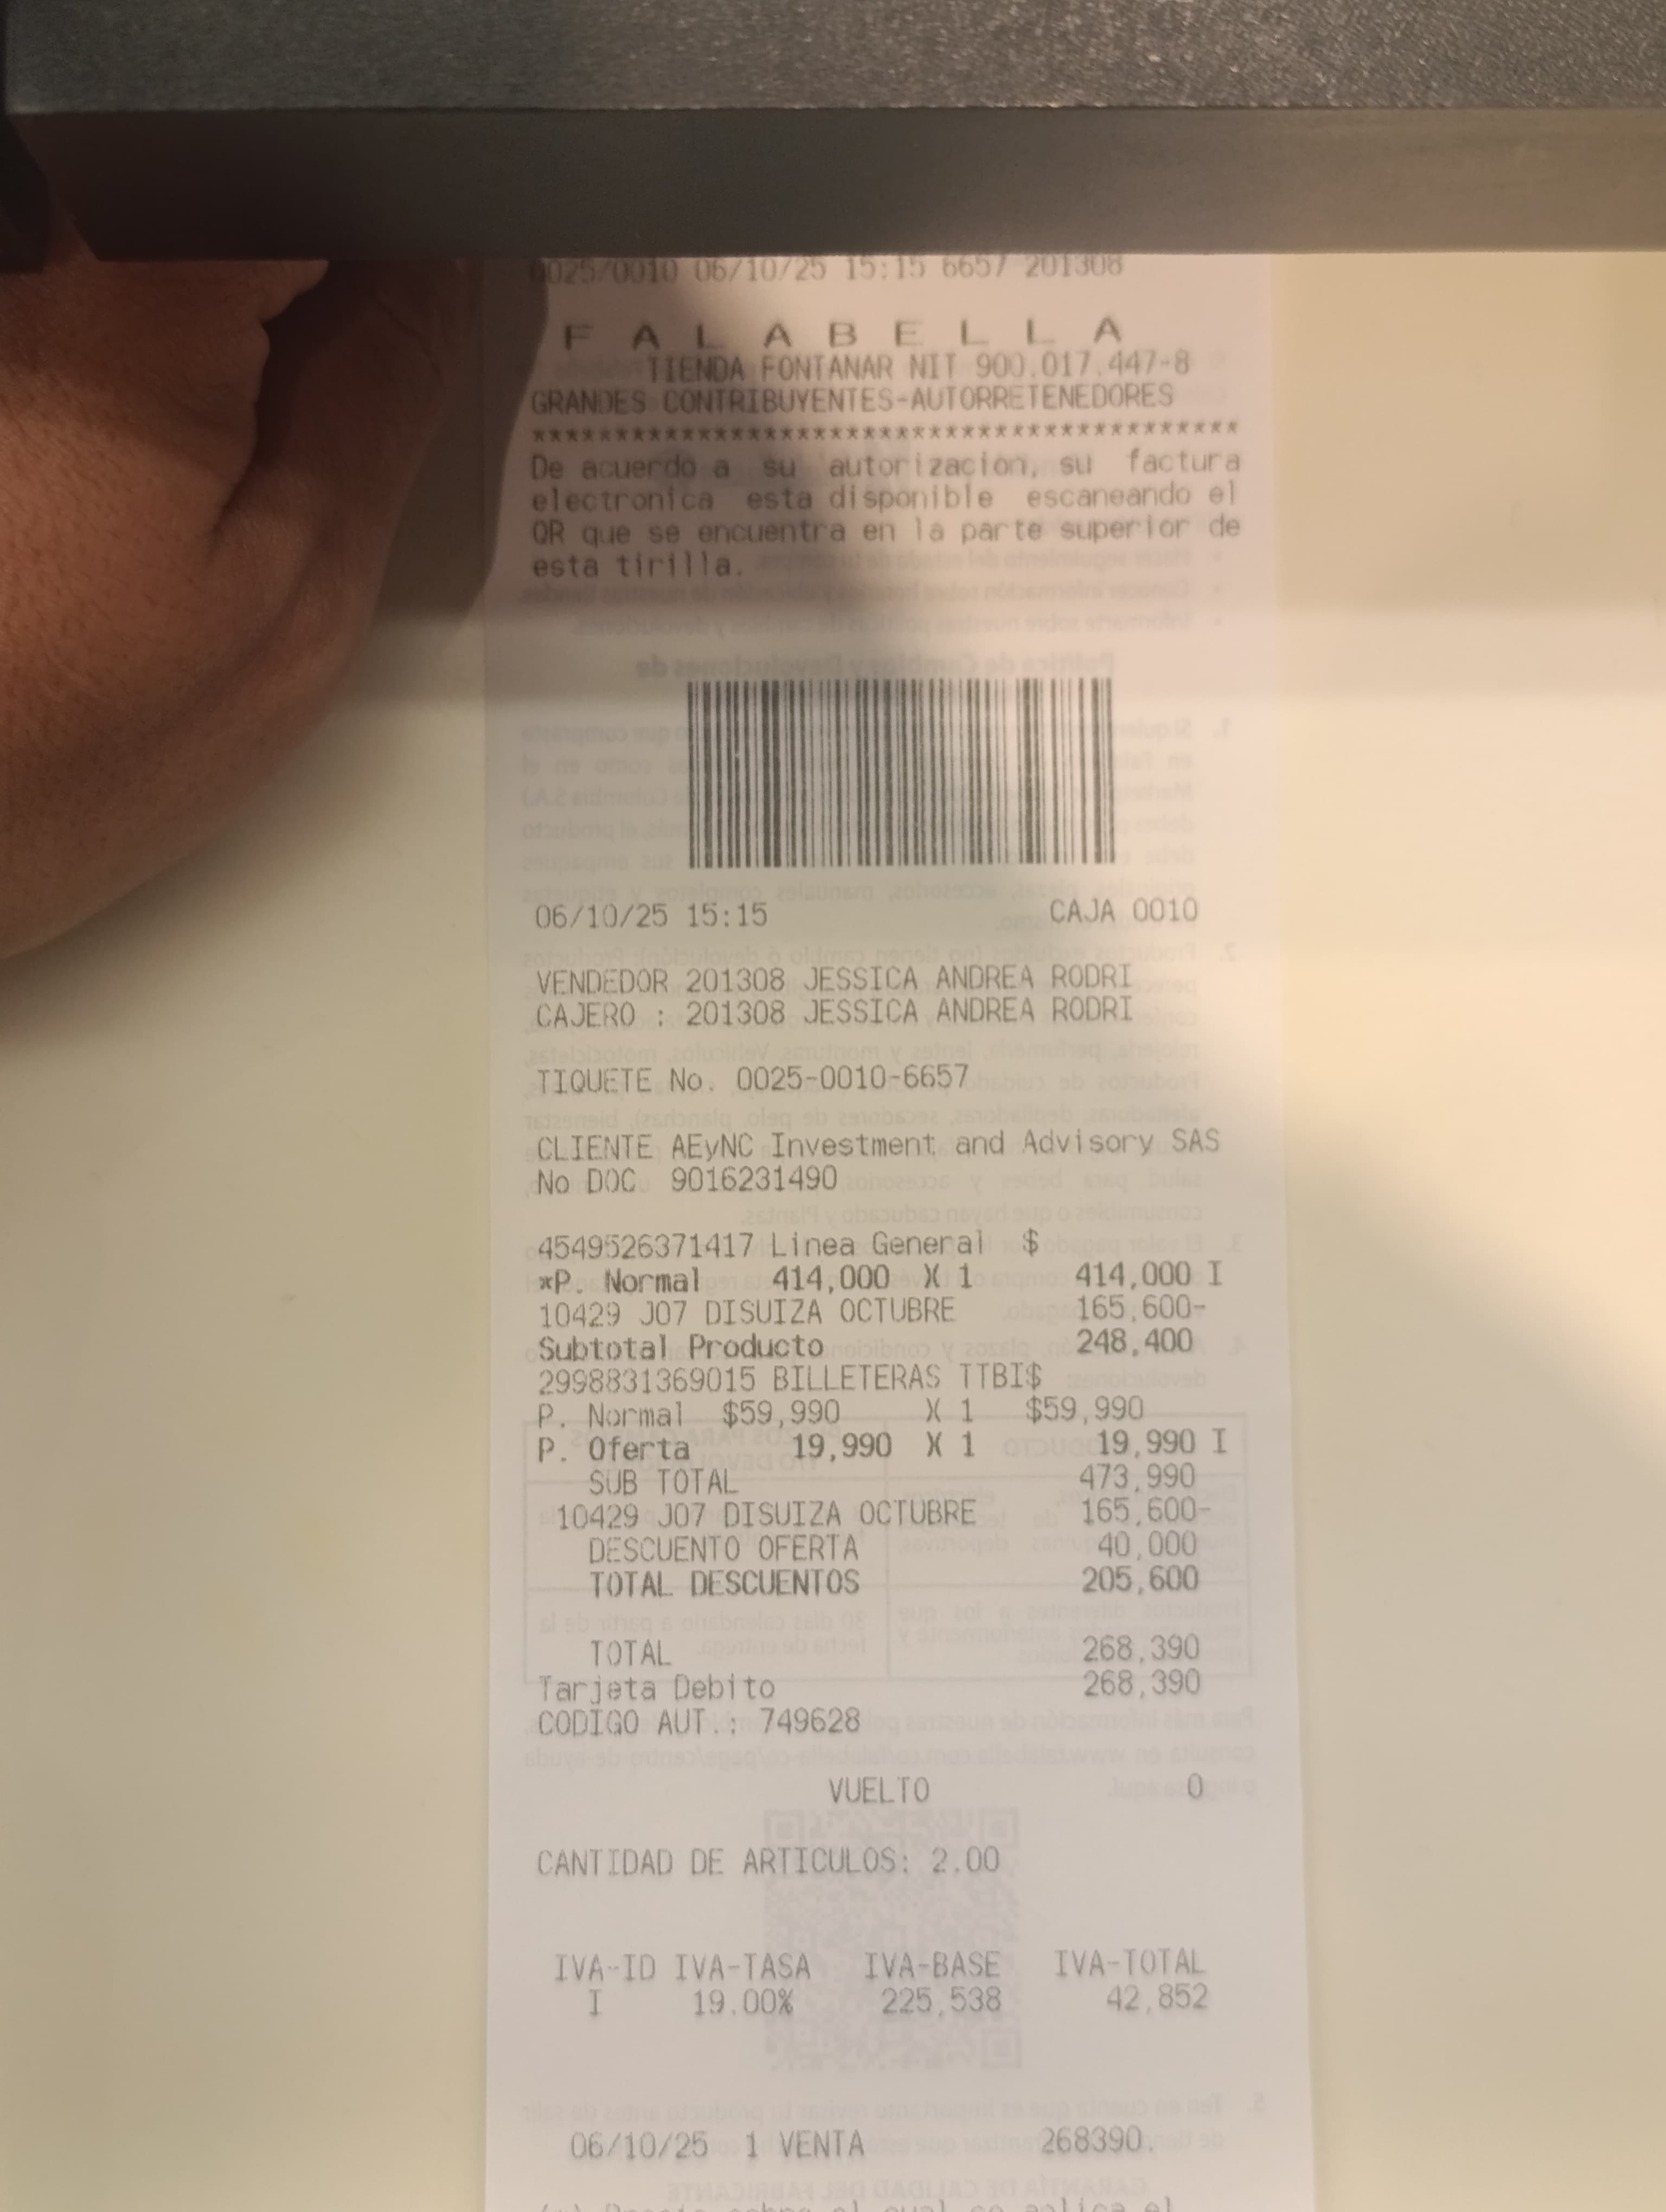 0025/0010 06/10/25 15:15 6657 201308
F A L A B E L L A
TIENDA FONTANAR NIT 900.017.447-8
GRANDES CONTRIBUYENTES-AUTORRETENEDORES
*******************************************
De acuerdo a su autorizacion, su factura
electronica esta disponible escaneando el
QR que se encuentra en la parte superior de
esta tirilla.
06/10/25 15:15 CAJA 0010
VENDEDOR 201308 JESSICA ANDREA RODRI
CAJERO : 201308 JESSICA ANDREA RODRI
TIQUETE No. 0025-0010-6657
CLIENTE AEyNC Investment and Advisory SAS
No DOC 9016231490
4549526371417 Linea General $
*P. Normal 414,000 X 1 414,000 I
10429 J07 DISUIZA OCTUBRE 165,600-
Subtotal Producto 248,400
2998831369015 BILLETERAS TTBI$
P. Normal $59,990 X 1 $59,990
P. Oferta 19,990 X 1 19,990 I
SUB TOTAL 473,990
10429 J07 DISUIZA OCTUBRE 165,600-
DESCUENTO OFERTA 40,000
TOTAL DESCUENTOS 205,600
TOTAL 268,390
Tarjeta Debito 268,390
CODIGO AUT.: 749628
VUELTO 0
CANTIDAD DE ARTICULOS: 2.00
IVA-ID IVA-TASA IVA-BASE IVA-TOTAL
I 19.00% 225,538 42,852
06/10/25 1 VENTA 268390.